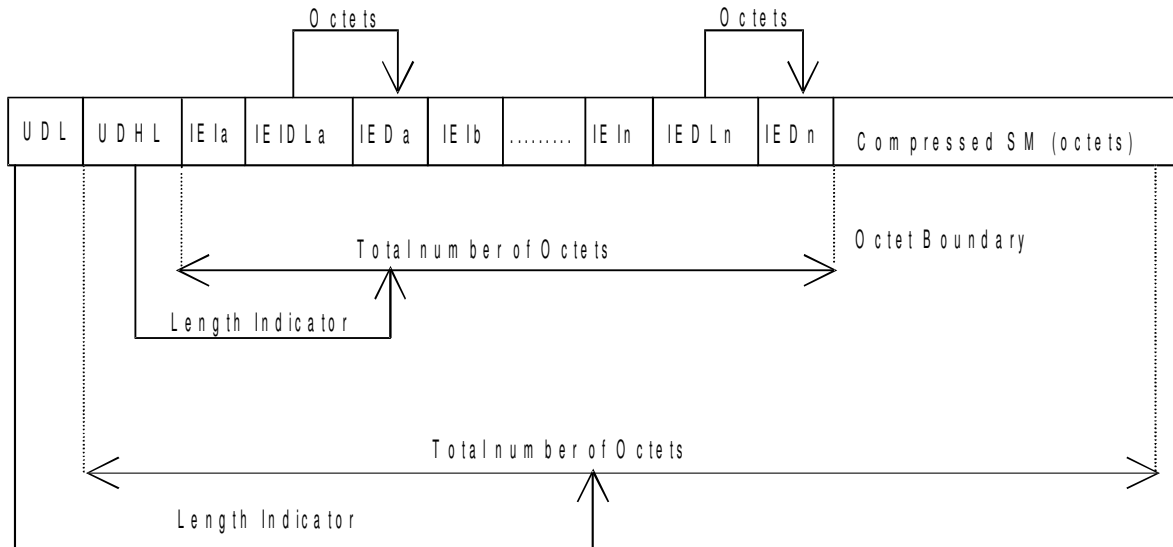 Octets Octets
UDL UDHL IEIa IEIDLa IEDa IEIb ......... IEIn IEDLn IEDn Compressed SM (octets)
Total number of Octets
Octet Boundary
Length Indicator
Total number of Octets
Length Indicator